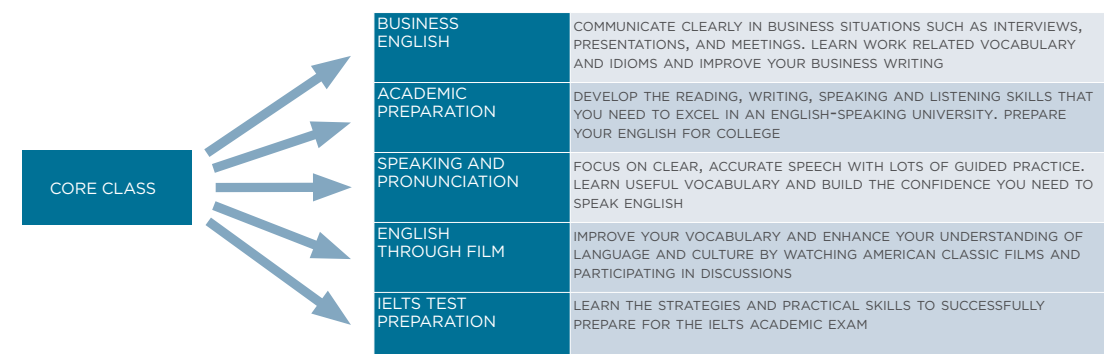 CORE CLASS
BUSINESS
ENGLISH
COMMUNICATE CLEARLY IN BUSINESS SITUATIONS SUCH AS INTERVIEWS,
PRESENTATIONS, AND MEETINGS. LEARN WORK RELATED VOCABULARY
AND IDIOMS AND IMPROVE YOUR BUSINESS WRITING
ACADEMIC
PREPARATION
DEVELOP THE READING, WRITING, SPEAKING AND LISTENING SKILLS THAT
YOU NEED TO EXCEL IN AN ENGLISH-SPEAKING UNIVERSITY. PREPARE
YOUR ENGLISH FOR COLLEGE
SPEAKING AND
PRONUNCIATION
FOCUS ON CLEAR, ACCURATE SPEECH WITH LOTS OF GUIDED PRACTICE.
LEARN USEFUL VOCABULARY AND BUILD THE CONFIDENCE YOU NEED TO
SPEAK ENGLISH
ENGLISH
THROUGH FILM
IMPROVE YOUR VOCABULARY AND ENHANCE YOUR UNDERSTANDING OF
LANGUAGE AND CULTURE BY WATCHING AMERICAN CLASSIC FILMS AND
PARTICIPATING IN DISCUSSIONS
IELTS TEST
PREPARATION
LEARN THE STRATEGIES AND PRACTICAL SKILLS TO SUCCESSFULLY
PREPARE FOR THE IELTS ACADEMIC EXAM